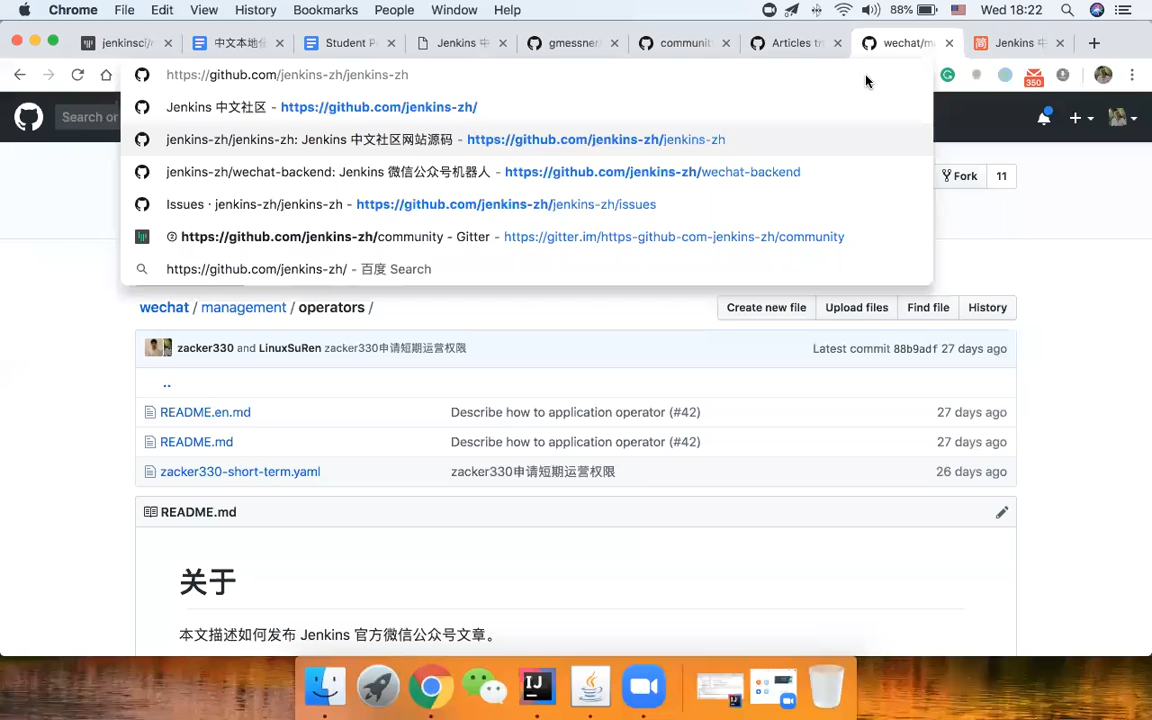 Chrome File Edit View History Bookmarks People Window Help 88% Wed 18:22
jenkinsci/r 中文本地化 Student P Jenkins 中 gmessner communit Articles tr wechat/m Jenkins 中
https://github.com/jenkins-zh/jenkins-zh
350
Jenkins 中文社区 - https://github.com/jenkins-zh/
Search or
jenkins-zh/jenkins-zh: Jenkins 中文社区网站源码 - https://github.com/jenkins-zh/jenkins-zh
jenkins-zh/wechat-backend: Jenkins 微信公众号机器人 - https://github.com/jenkins-zh/wechat-backend
Fork 11
Issues · jenkins-zh/jenkins-zh - https://github.com/jenkins-zh/jenkins-zh/issues
② https://github.com/jenkins-zh/community - Gitter - https://gitter.im/https-github-com-jenkins-zh/community
https://github.com/jenkins-zh/ - 百度 Search
wechat / management / operators /
Create new file Upload files Find file History
zacker330 and LinuxSuRen zacker330申请短期运营权限 Latest commit 88b9adf 27 days ago
..
README.en.md Describe how to application operator (#42) 27 days ago
README.md Describe how to application operator (#42) 27 days ago
zacker330-short-term.yaml zacker330申请短期运营权限 26 days ago
README.md
关于
本文描述如何发布 Jenkins 官方微信公众号文章。
IJ